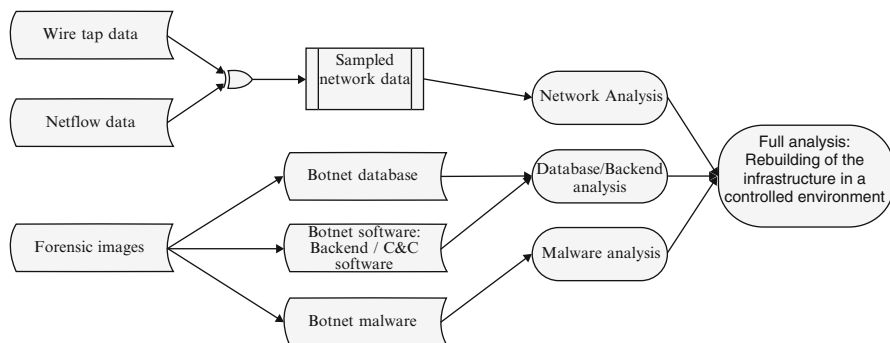 Wire tap data
Netflow data
Forensic images
Sampled
network data
Botnet database
Botnet software:
Backend / C&C
software
Botnet malware
Network Analysis
Database/Backend
analysis
Malware analysis
Full analysis:
Rebuilding of the
infrastructure in a
controlled environment